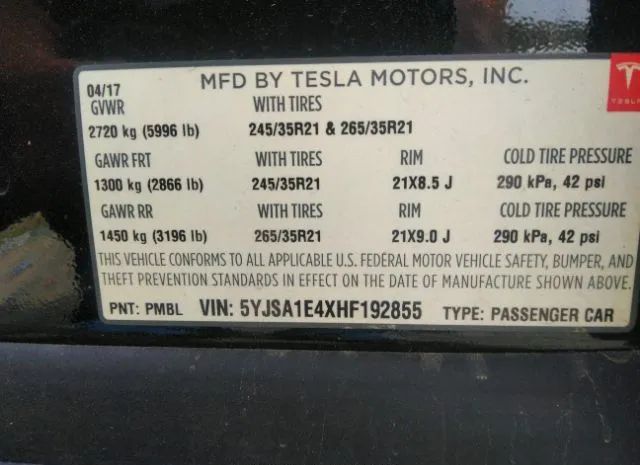 04/17 MFD BY TESLA MOTORS, INC.
TESLA
GVWR WITH TIRES
2720 kg (5996 lb) 245/35R21 & 265/35R21
GAWR FRT WITH TIRES RIM COLD TIRE PRESSURE
1300 kg (2866 lb) 245/35R21 21X8.5 J 290 kPa, 42 psi
GAWR RR WITH TIRES RIM COLD TIRE PRESSURE
1450 kg (3196 lb) 265/35R21 21X9.0 J 290 kPa, 42 psi
THIS VEHICLE CONFORMS TO ALL APPLICABLE U.S. FEDERAL MOTOR VEHICLE SAFETY, BUMPER, AND
THEFT PREVENTION STANDARDS IN EFFECT ON THE DATE OF MANUFACTURE SHOWN ABOVE.
PNT: PMBL VIN: 5YJSA1E4XHF192855 TYPE: PASSENGER CAR